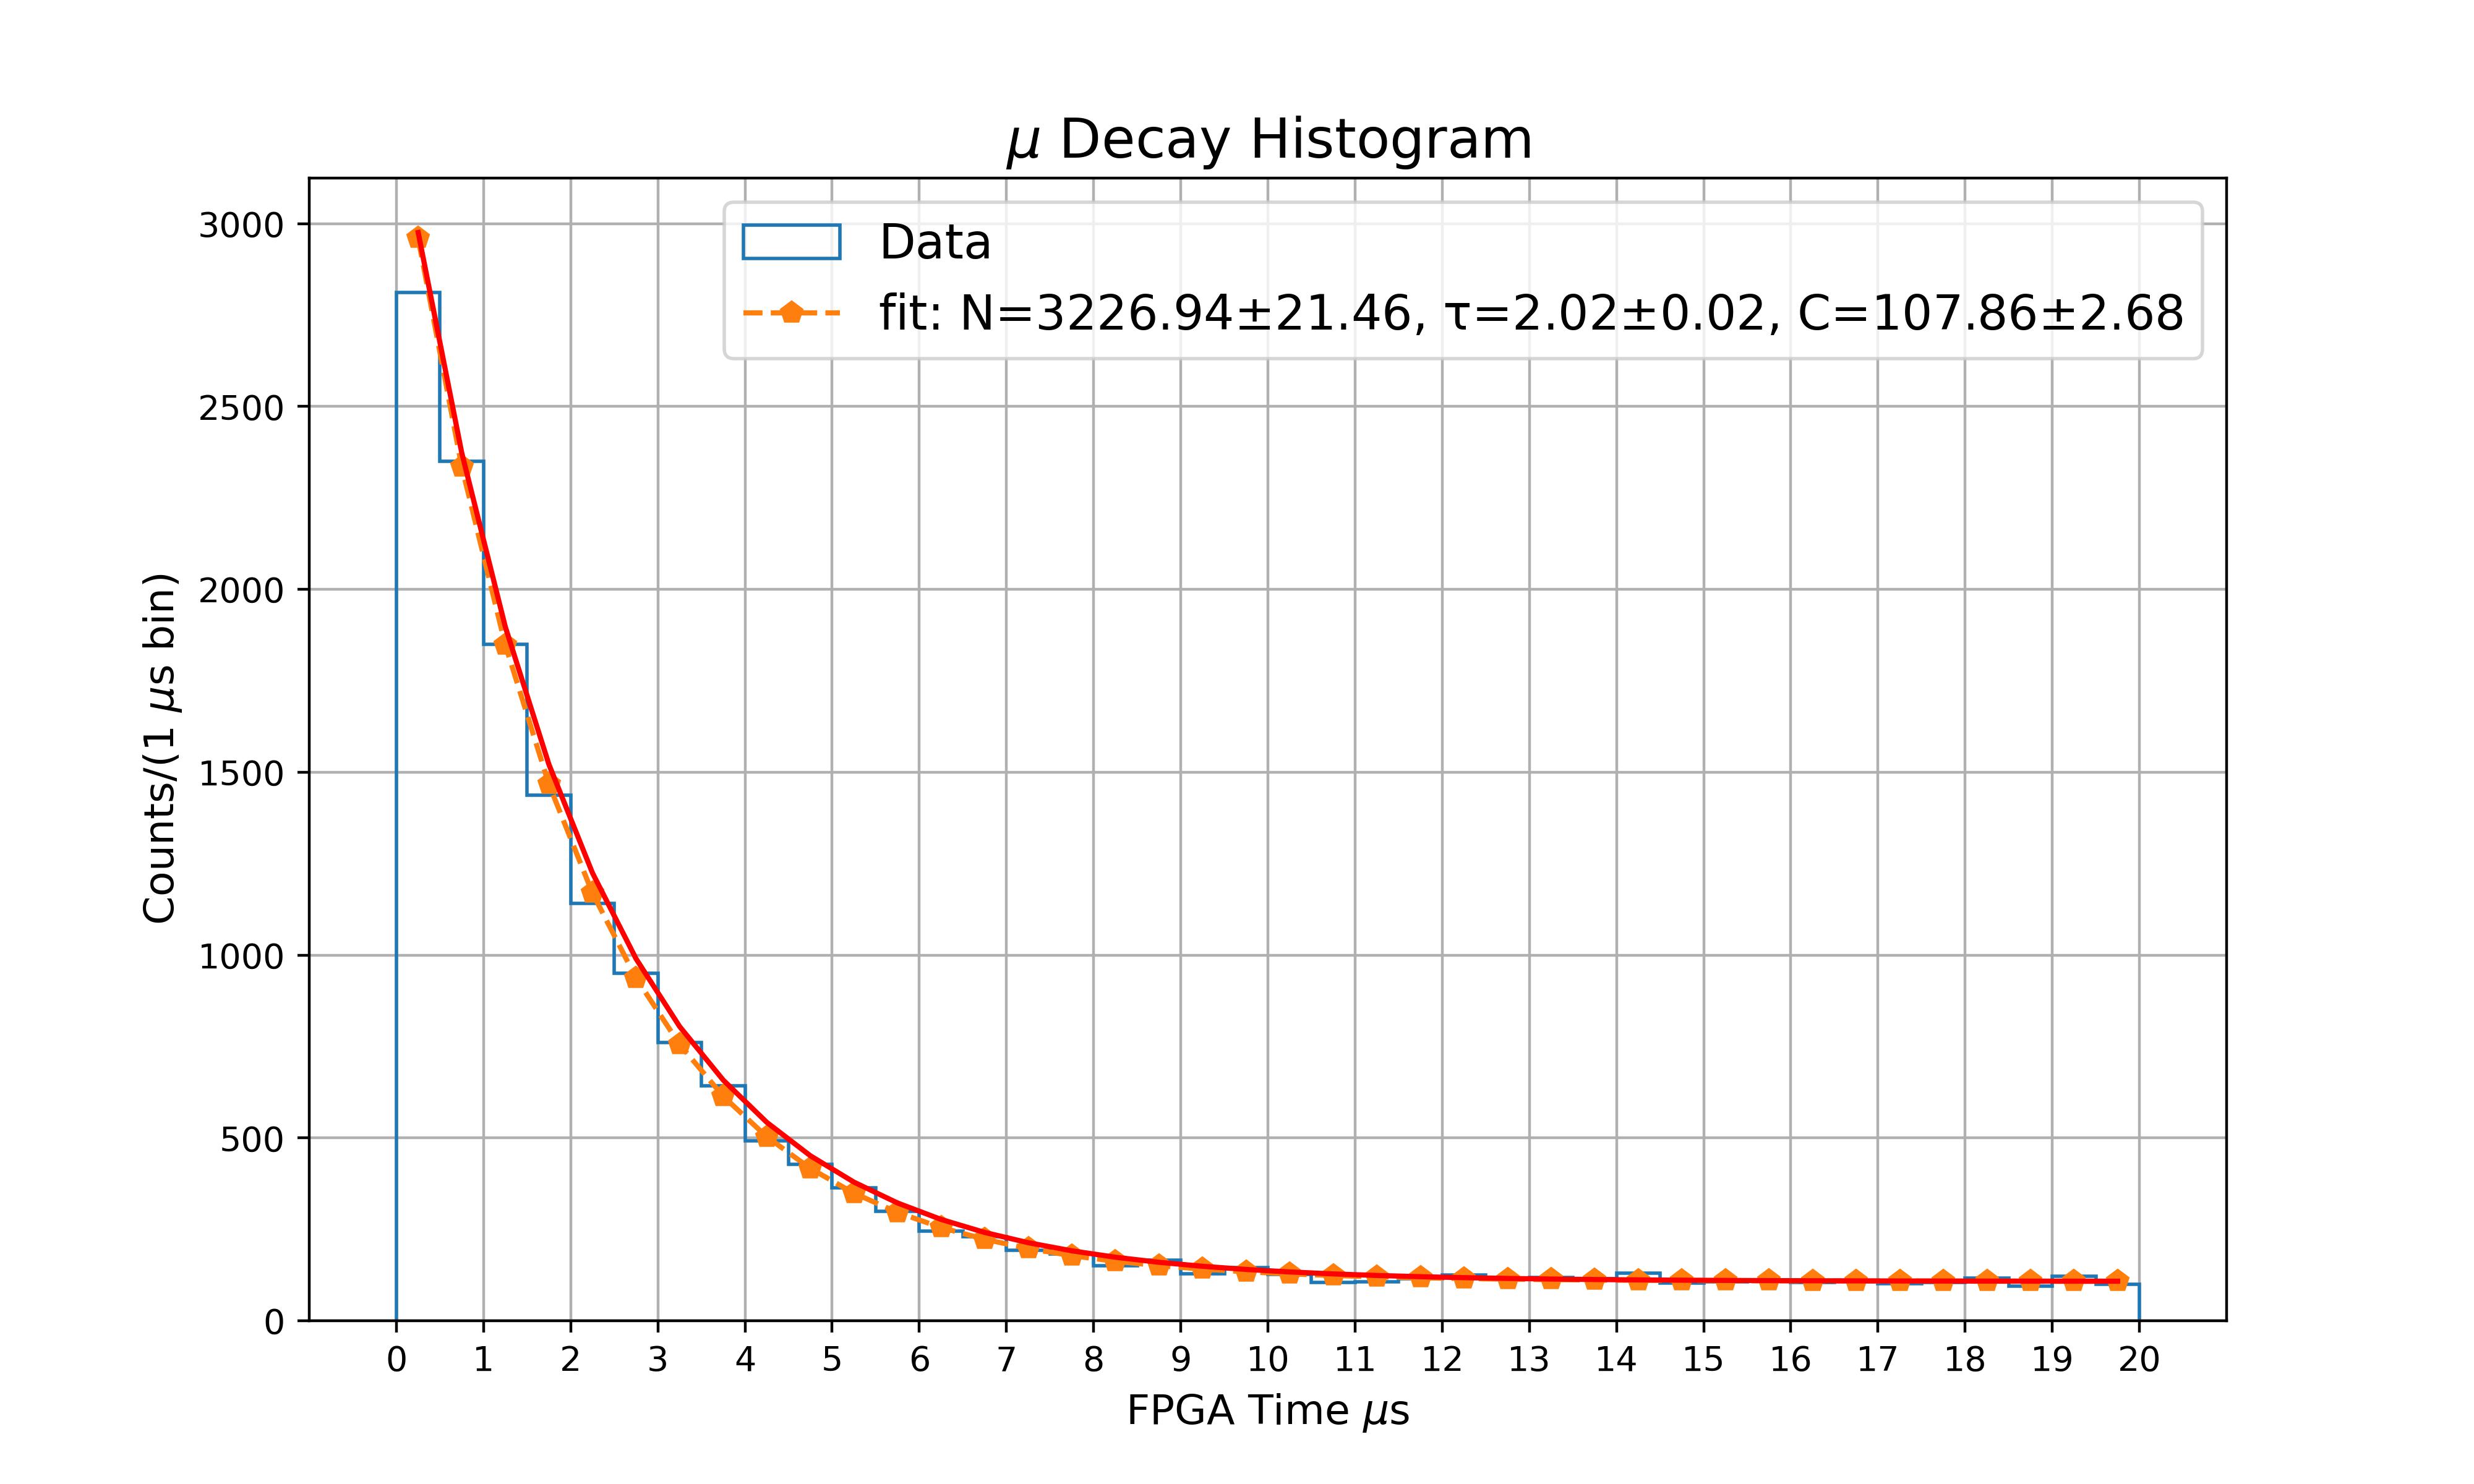 μ Decay Histogram
Data
fit: N=3226.94±21.46, τ=2.02±0.02, C=107.86±2.68
Counts/(1 μs bin)
3000
2500
2000
1500
1000
500
0
0 1 2 3 4 5 6 7 8 9 10 11 12 13 14 15 16 17 18 19 20
FPGA Time μs